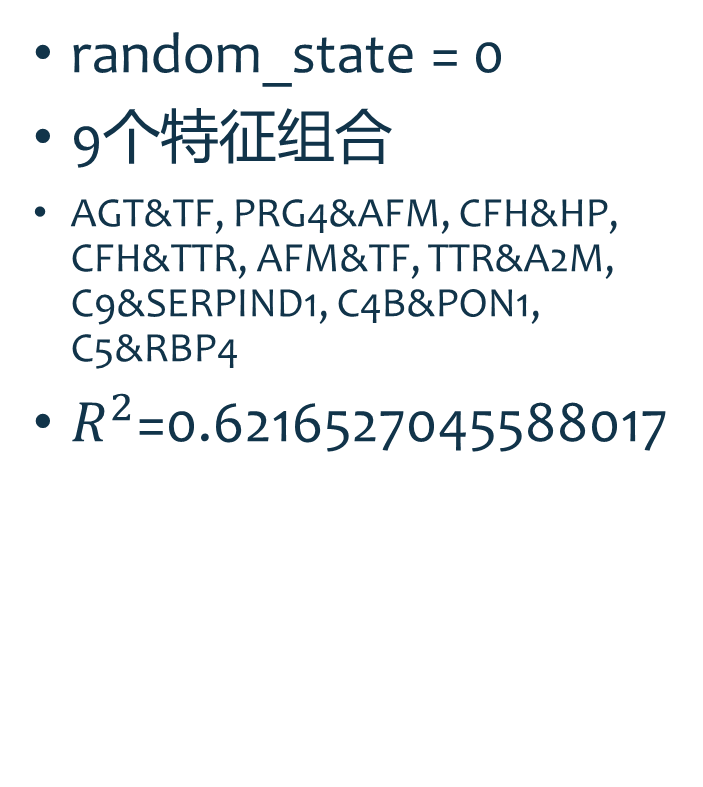 • random_state = 0
• 9个特征组合
• AGT&TF, PRG4&AFM, CFH&HP,
CFH&TTR, AFM&TF, TTR&A2M,
C9&SERPIND1, C4B&PON1,
C5&RBP4
• R²=0.6216527045588017